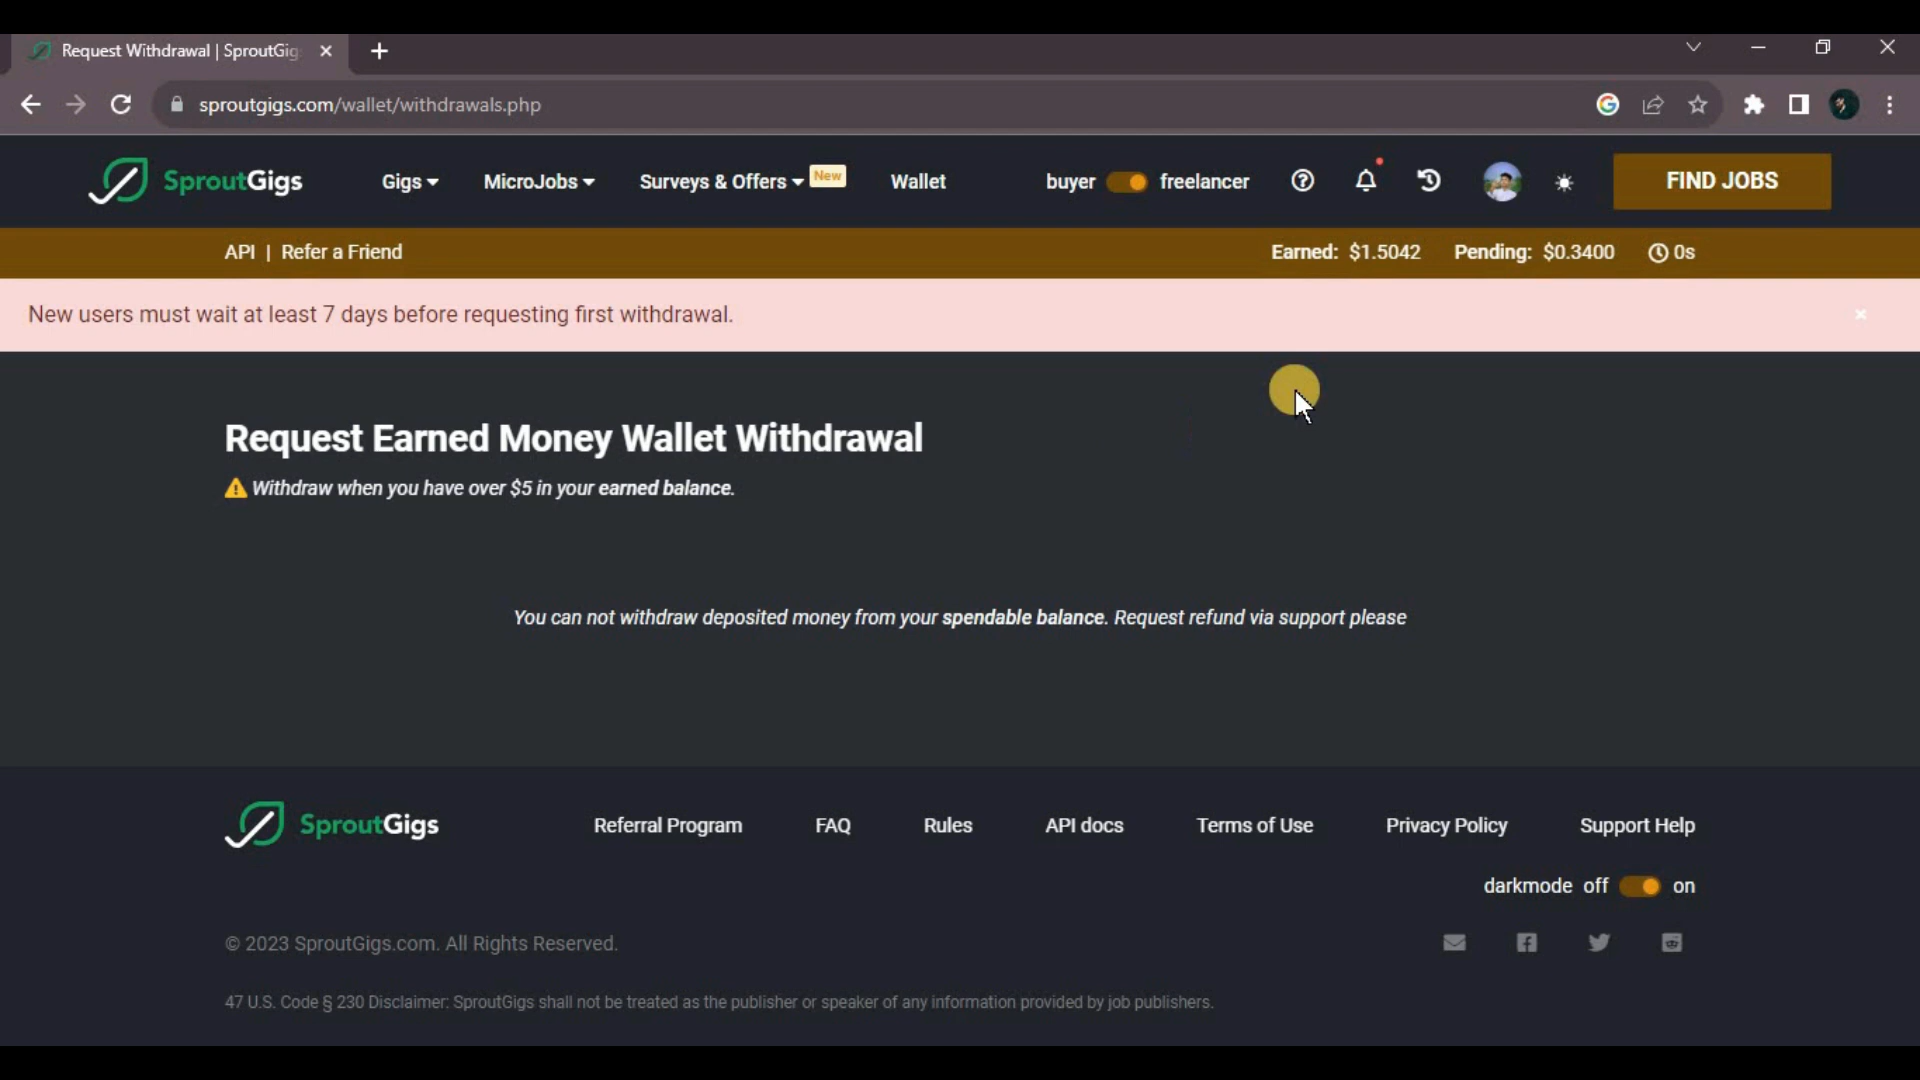 Request Withdrawal | SproutGig
sproutgigs.com/wallet/withdrawals.php
SproutGigs
Gigs
MicroJobs
Surveys & Offers
New
Wallet
buyer
freelancer
FIND JOBS
API | Refer a Friend
Earned: $1.5042
Pending: $0.3400
0s
New users must wait at least 7 days before requesting first withdrawal.
Request Earned Money Wallet Withdrawal
Withdraw when you have over $5 in your earned balance.
You can not withdraw deposited money from your spendable balance. Request refund via support please
SproutGigs
Referral Program
FAQ
Rules
API docs
Terms of Use
Privacy Policy
Support Help
darkmode off on
© 2023 SproutGigs.com. All Rights Reserved.
47 U.S. Code § 230 Disclaimer: SproutGigs shall not be treated as the publisher or speaker of any information provided by job publishers.